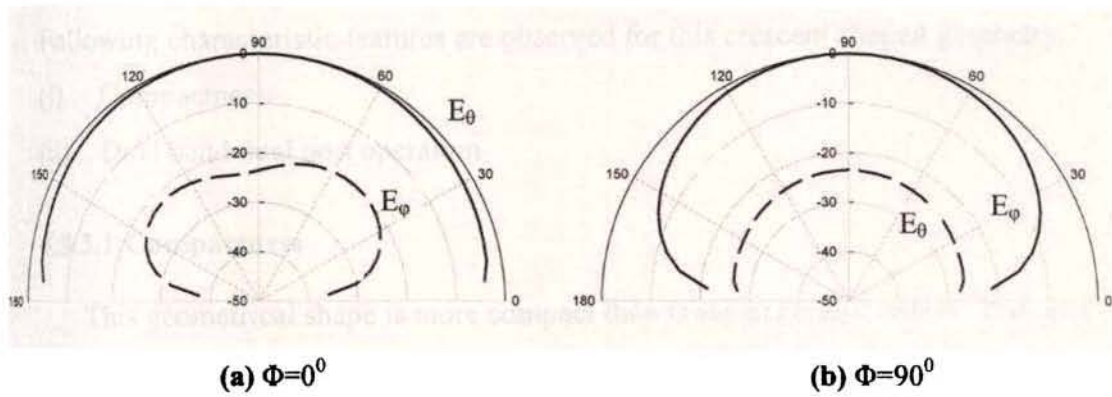 Following characteristic features are observed for this crescent shaped geometry.
90 90
120 60 120 60
150 30 150 30
180 0 180 0
0
-10
-20
-30
-40
-50
0
-10
-20
-30
-40
-50
Eθ
Eφ
Eθ
Eφ
Compactness
This geometrical shape is more compact
(a) Φ=0⁰
(b) Φ=90⁰